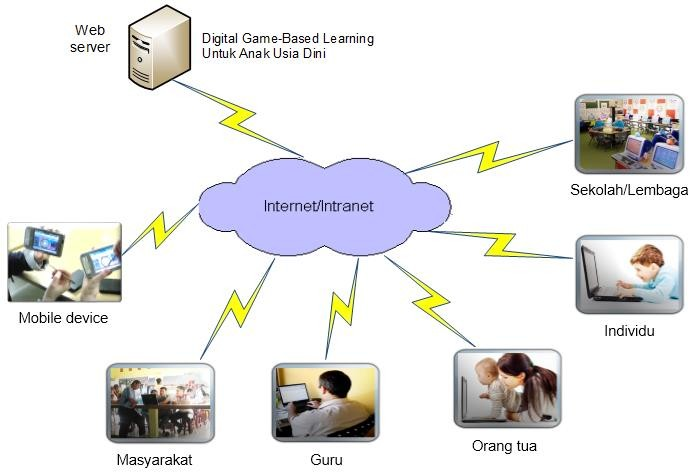 Web
server
Digital Game-Based Learning
Untuk Anak Usia Dini
Internet/Intranet
Sekolah/Lembaga
Mobile device
Individu
Masyarakat
Guru
Orang tua